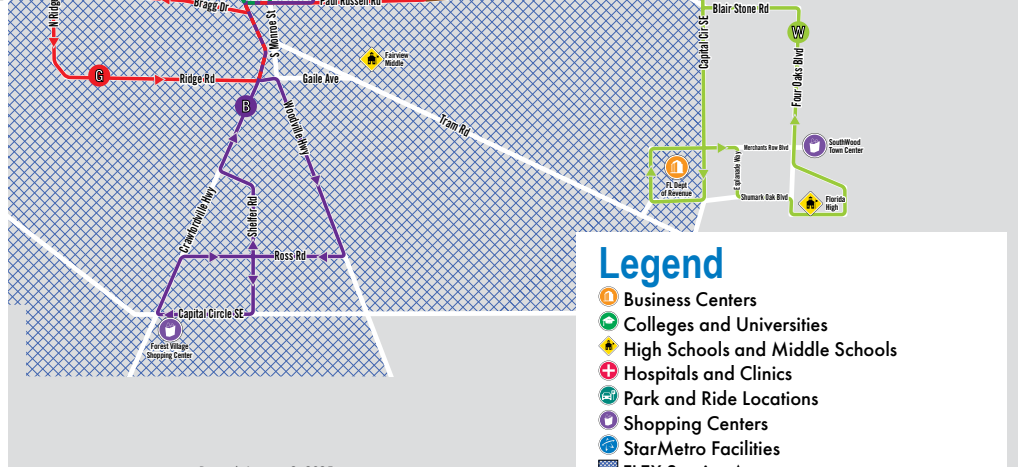 Bragg Dr
Paul Russell Rd
N Ridge
S Monroe St
Blair Stone Rd
Capital Cir SE
W
Four Oaks Blvd
Fairview
Middle
G
Ridge Rd
Gaile Ave
B
Woodville Hwy
Tram Rd
Merchants Row Blvd
SouthWood
Town Center
Esplanade Way
FL Dept
of Revenue
Shumark Oak Blvd
Florida
High
Crawfordville Hwy
Shelfer Rd
Ross Rd
Capital Circle SE
Forest Village
Shopping Center
Legend
Business Centers
Colleges and Universities
High Schools and Middle Schools
Hospitals and Clinics
Park and Ride Locations
Shopping Centers
StarMetro Facilities